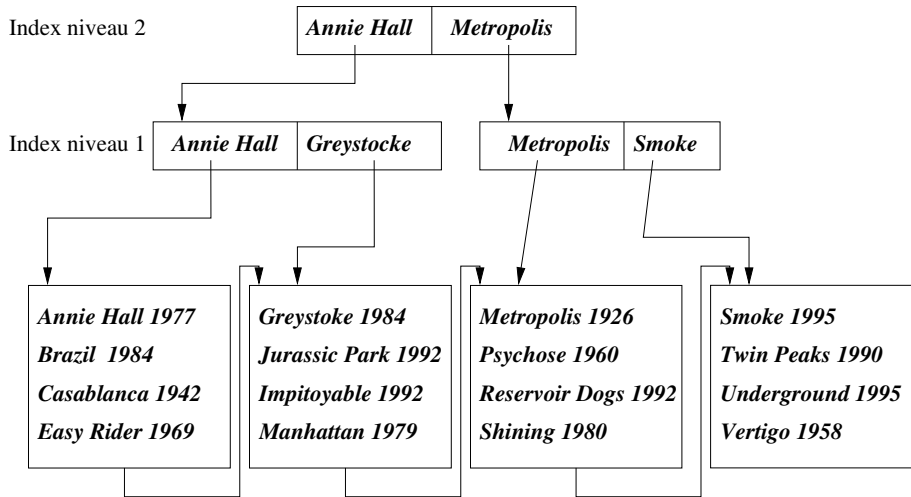 Index niveau 2
Annie Hall Metropolis
Index niveau 1
Annie Hall Greystocke
Metropolis Smoke
Annie Hall 1977
Brazil 1984
Casablanca 1942
Easy Rider 1969
Greystoke 1984
Jurassic Park 1992
Impitoyable 1992
Manhattan 1979
Metropolis 1926
Psychose 1960
Reservoir Dogs 1992
Shining 1980
Smoke 1995
Twin Peaks 1990
Underground 1995
Vertigo 1958